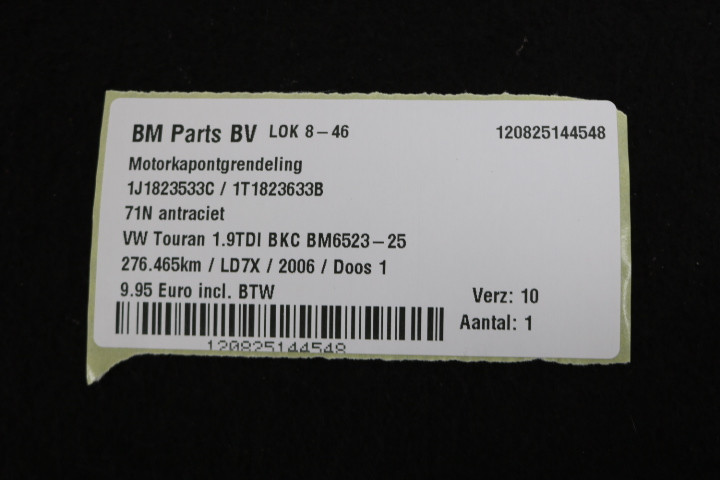 BM Parts BV LOK 8-46 120825144548
Motorkapontgrendeling
1J1823533C / 1T1823633B
71N antraciet
VW Touran 1.9TDI BKC BM6523-25
276.465km / LD7X / 2006 / Doos 1
9.95 Euro incl. BTW Verz: 10
Aantal: 1
120825144548